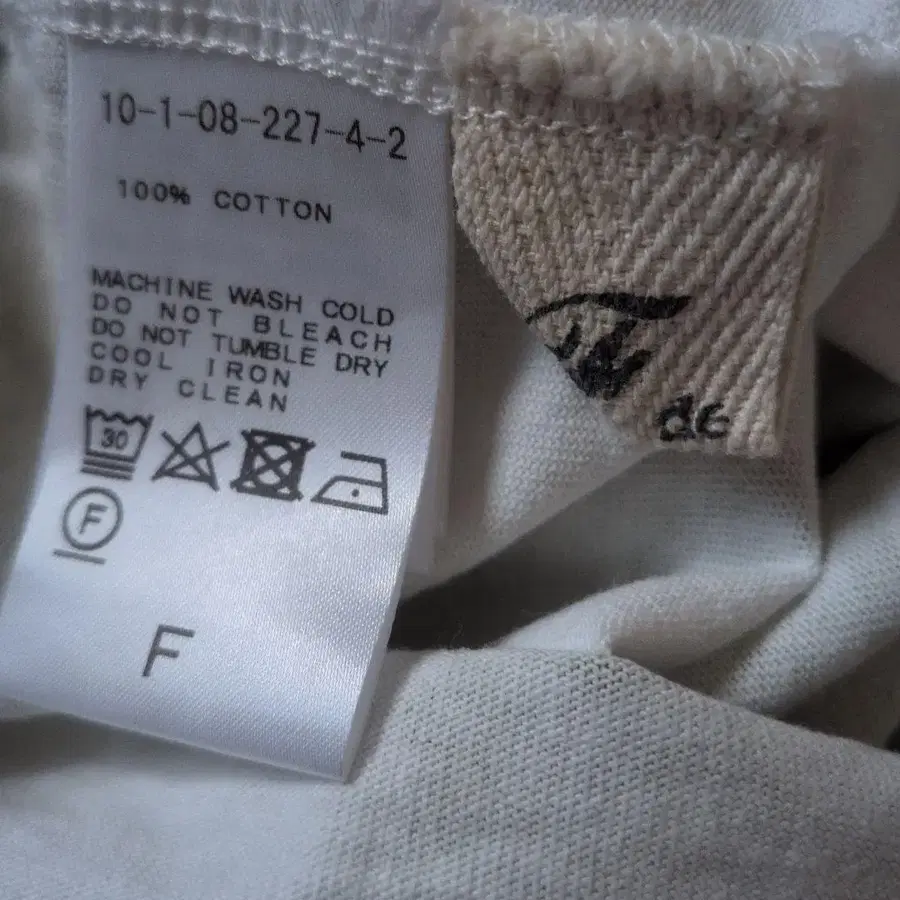 10-1-08-227-4-2
100% COTTON
MACHINE WASH COLD
DO NOT BLEACH
DO NOT TUMBLE DRY
COOL IRON
DRY CLEAN
30
F
F